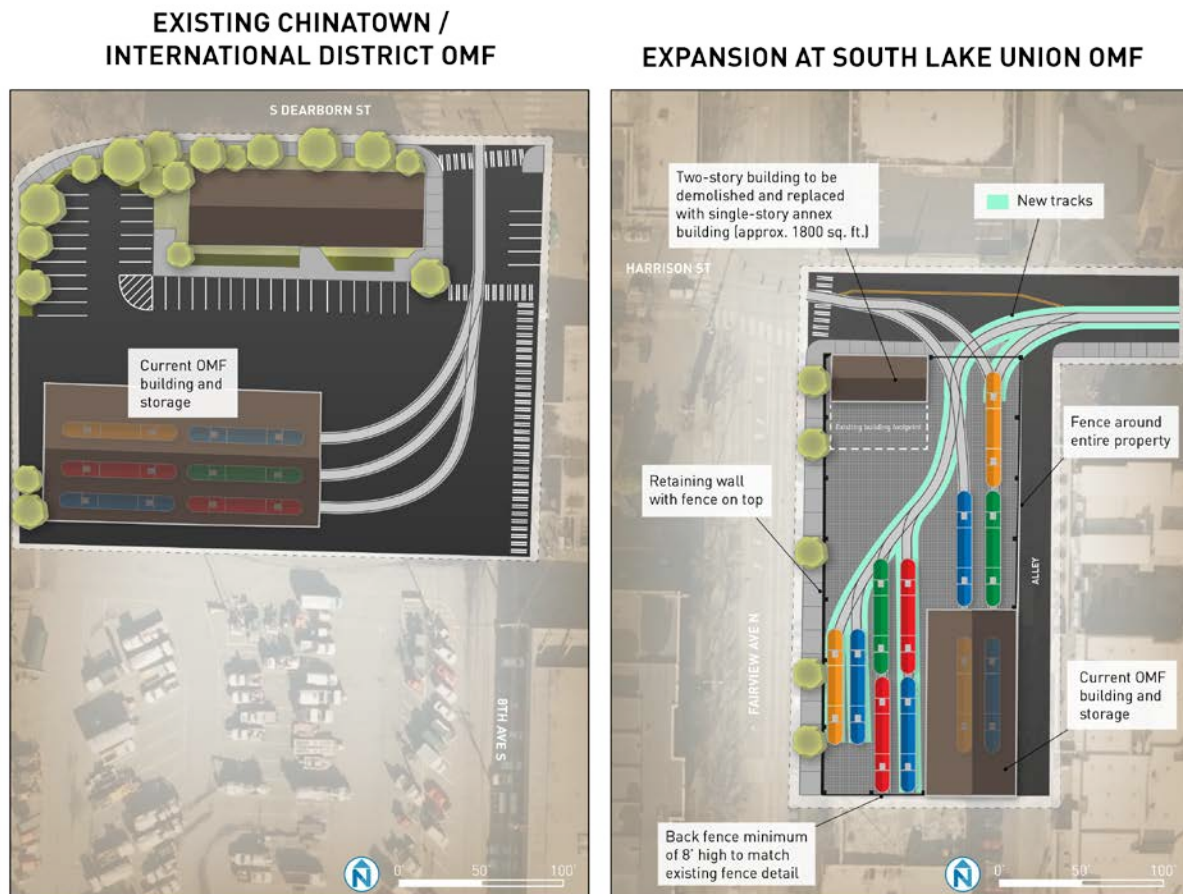 EXISTING CHINATOWN /
INTERNATIONAL DISTRICT OMF
S DEARBORN ST
Current OMF
building and
storage
8TH AVE S
N
0
50'
100'
EXPANSION AT SOUTH LAKE UNION OMF
Two-story building to be
demolished and replaced
with single-story annex
building (approx. 1800 sq. ft.)
New tracks
HARRISON ST
Existing building footprint
Fence around
entire property
Retaining wall
with fence on top
ALLEY
FAIRVIEW AVE N
Current OMF
building and
storage
Back fence minimum
of 8' high to match
existing fence detail
N
0
50'
100'